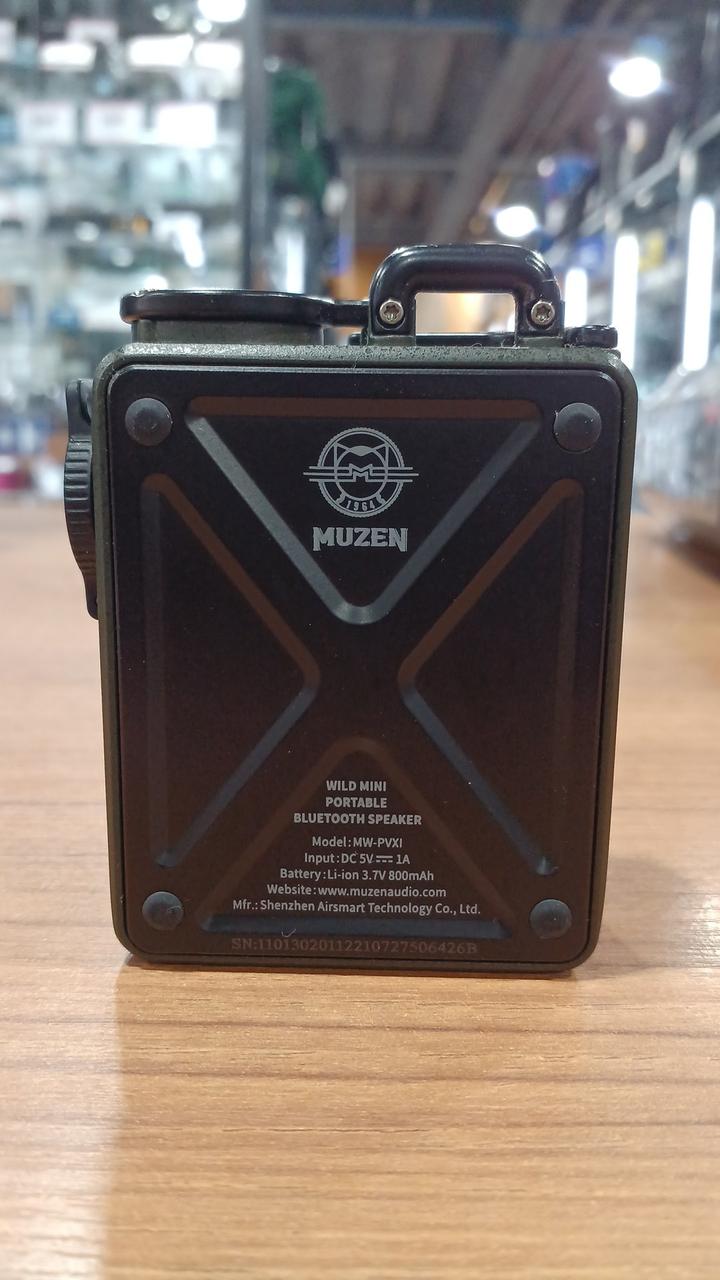 1964
MUZEN
WILD MINI
PORTABLE
BLUETOOTH SPEAKER
Model:MW-PVXI
Input:DC 5V⎓1A
Battery:Li-ion 3.7V 800mAh
Website:www.muzenaudio.com
Mfr.:Shenzhen Airsmart Technology Co., Ltd.
SN:11013020112210727506426B